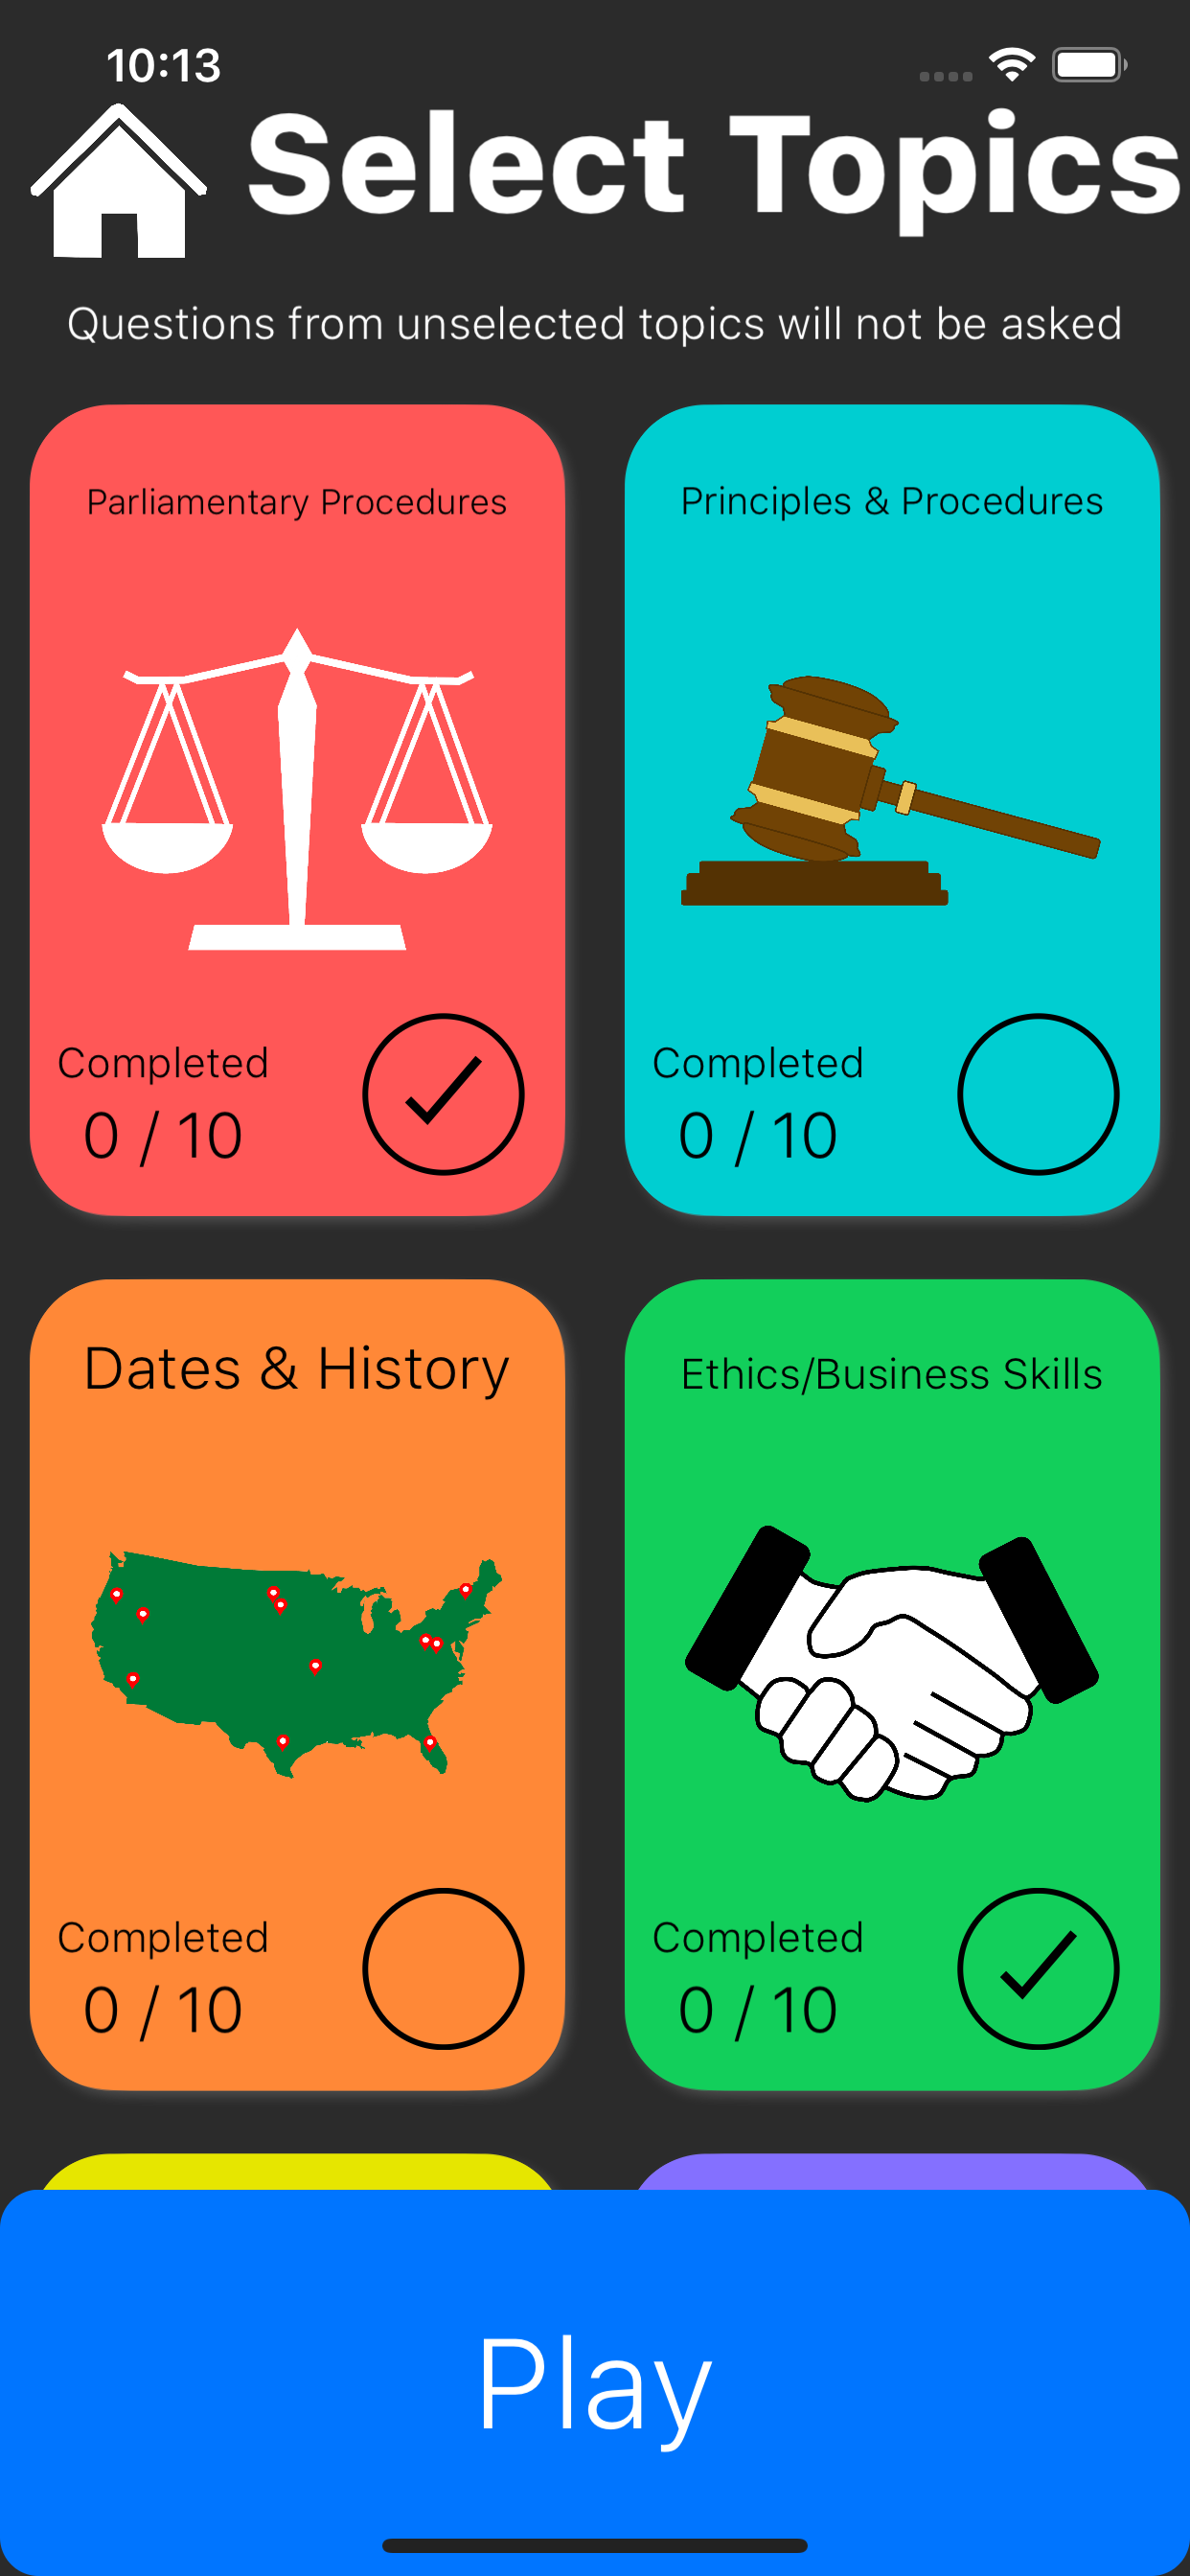 10:13
Select Topics
Questions from unselected topics will not be asked
Parliamentary Procedures
Principles & Procedures
Completed
0 / 10
Completed
0 / 10
Dates & History
Ethics/Business Skills
Completed
0 / 10
Completed
0 / 10
Play